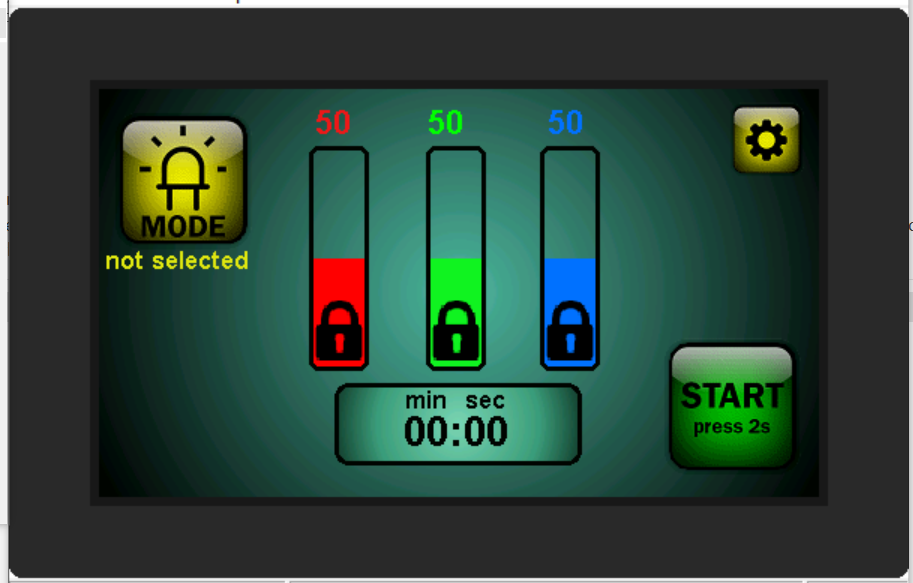 50 50 50
MODE
not selected
min sec
00:00
START
press 2s